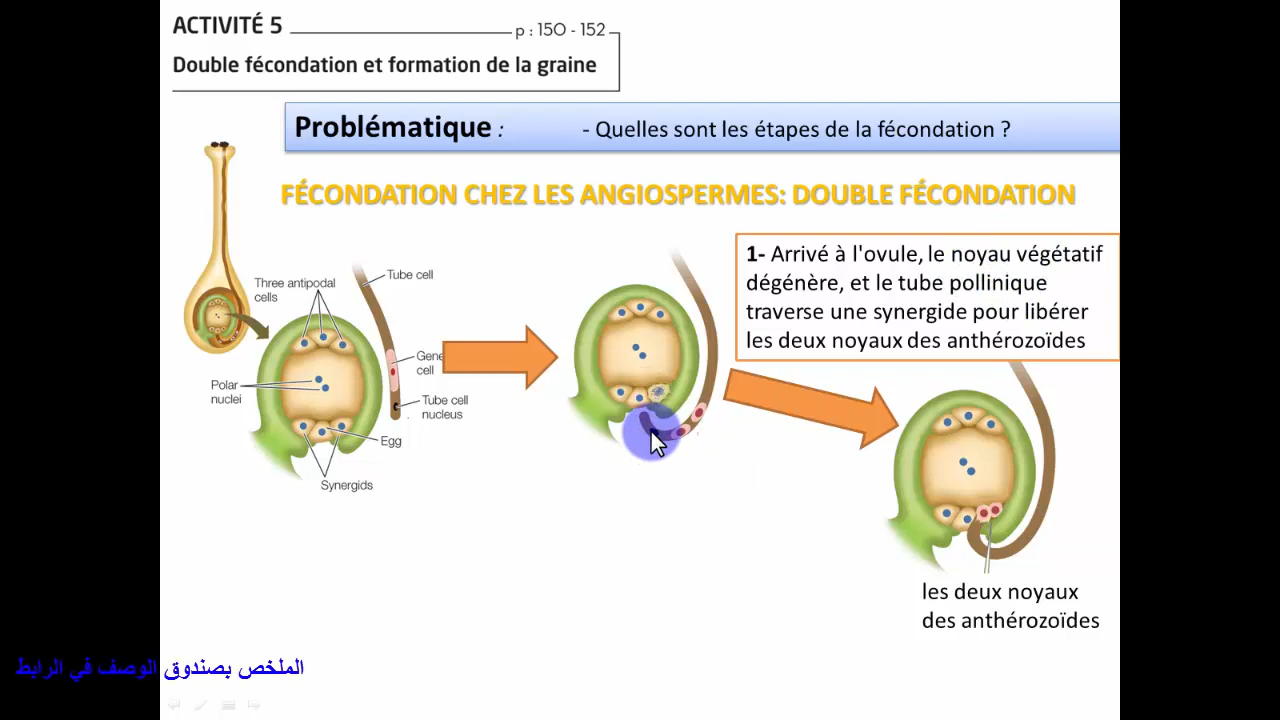 ACTIVITÉ 5
p : 150 - 152
Double fécondation et formation de la graine
Problématique : - Quelles sont les étapes de la fécondation ?
FÉCONDATION CHEZ LES ANGIOSPERMES: DOUBLE FÉCONDATION
1- Arrivé à l'ovule, le noyau végétatif
dégénère, et le tube pollinique
traverse une synergide pour libérer
les deux noyaux des anthérozoïdes
Three antipodal
cells
Tube cell
Gene
cell
Polar
nuclei
Tube cell
nucleus
Egg
Synergids
les deux noyaux
des anthérozoïdes
الملخص بصندوق الوصف في الرابط